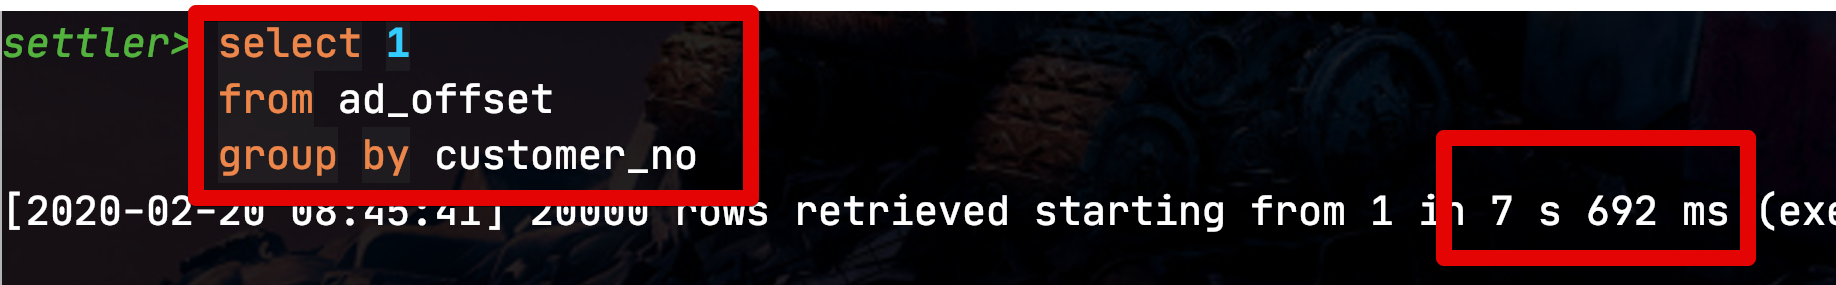 settler> select 1
from ad_offset
group by customer_no
[2020-02-20 08:45:41] 20000 rows retrieved starting from 1 in 7 s 692 ms (exe